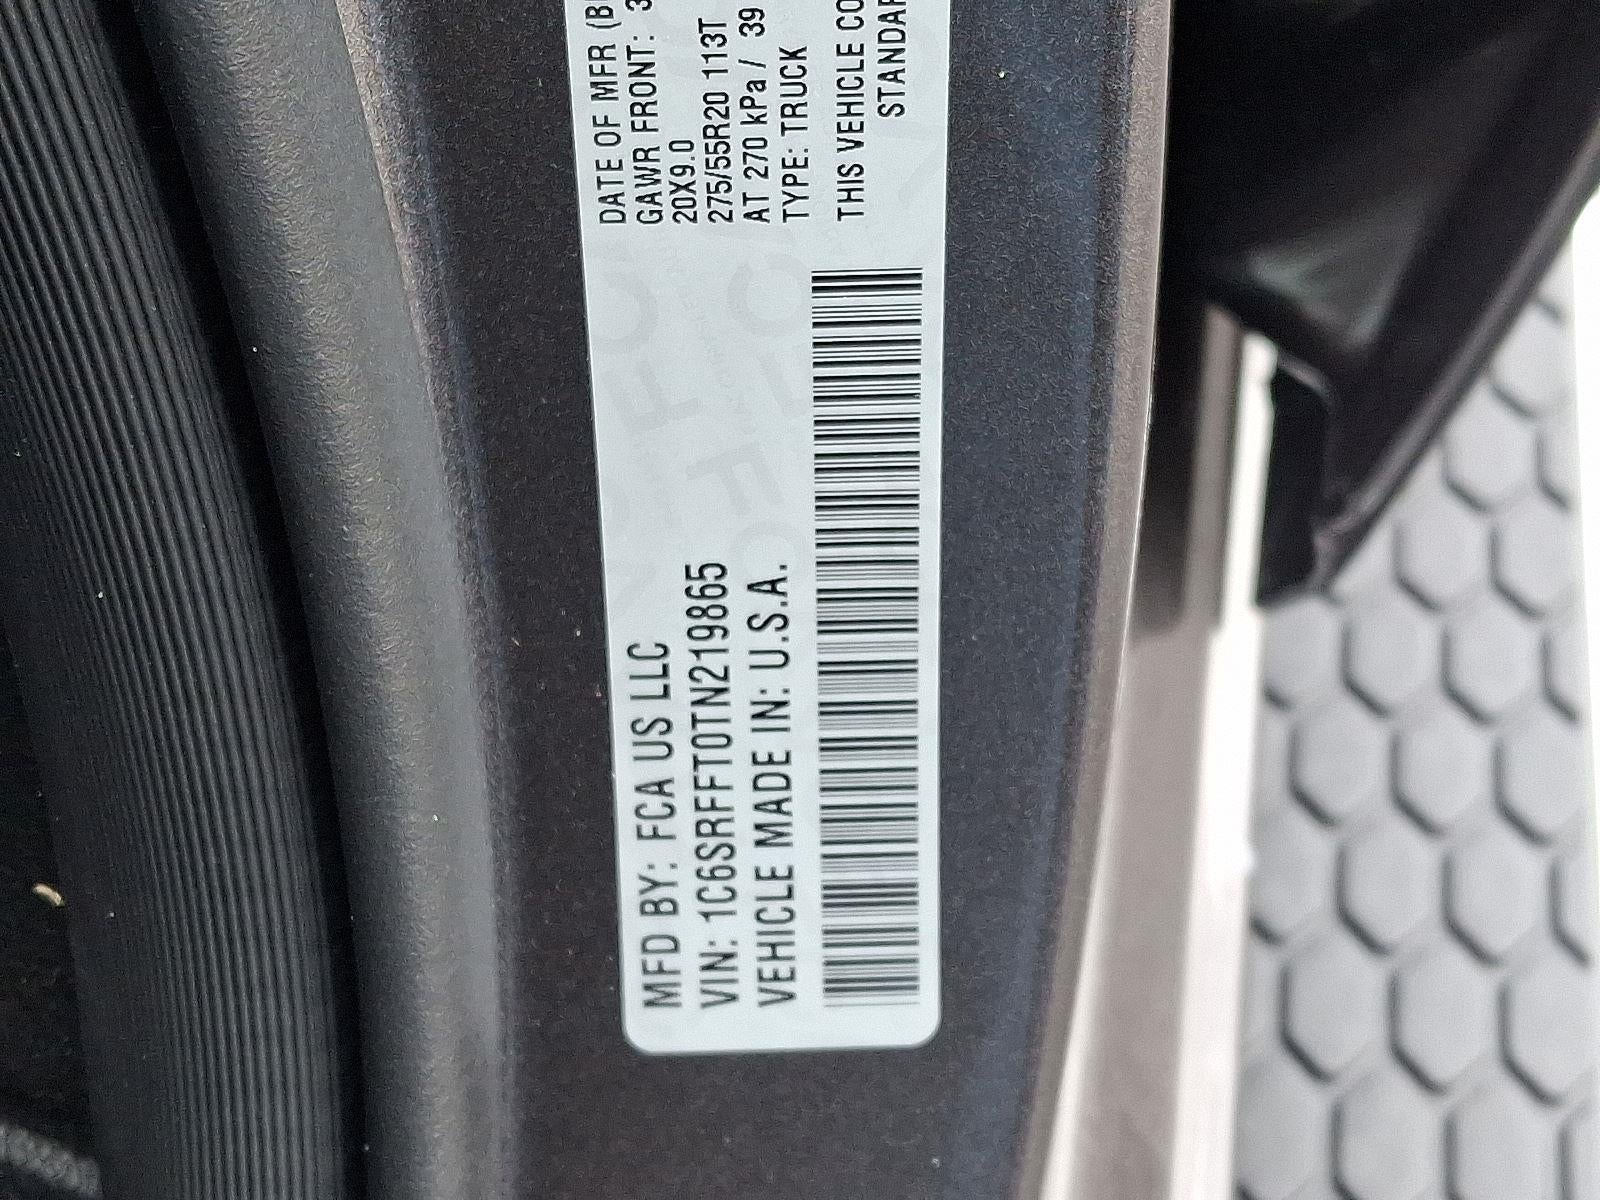 MFD BY: FCA US LLC
VIN: 1C6SRFFT0TN219865
VEHICLE MADE IN: U.S.A.
DATE OF MFR
GAWR FRONT: 3
20X9.0
275/55R20 113T
AT 270 kPa / 39
TYPE: TRUCK
THIS VEHICLE CO
STANDAR